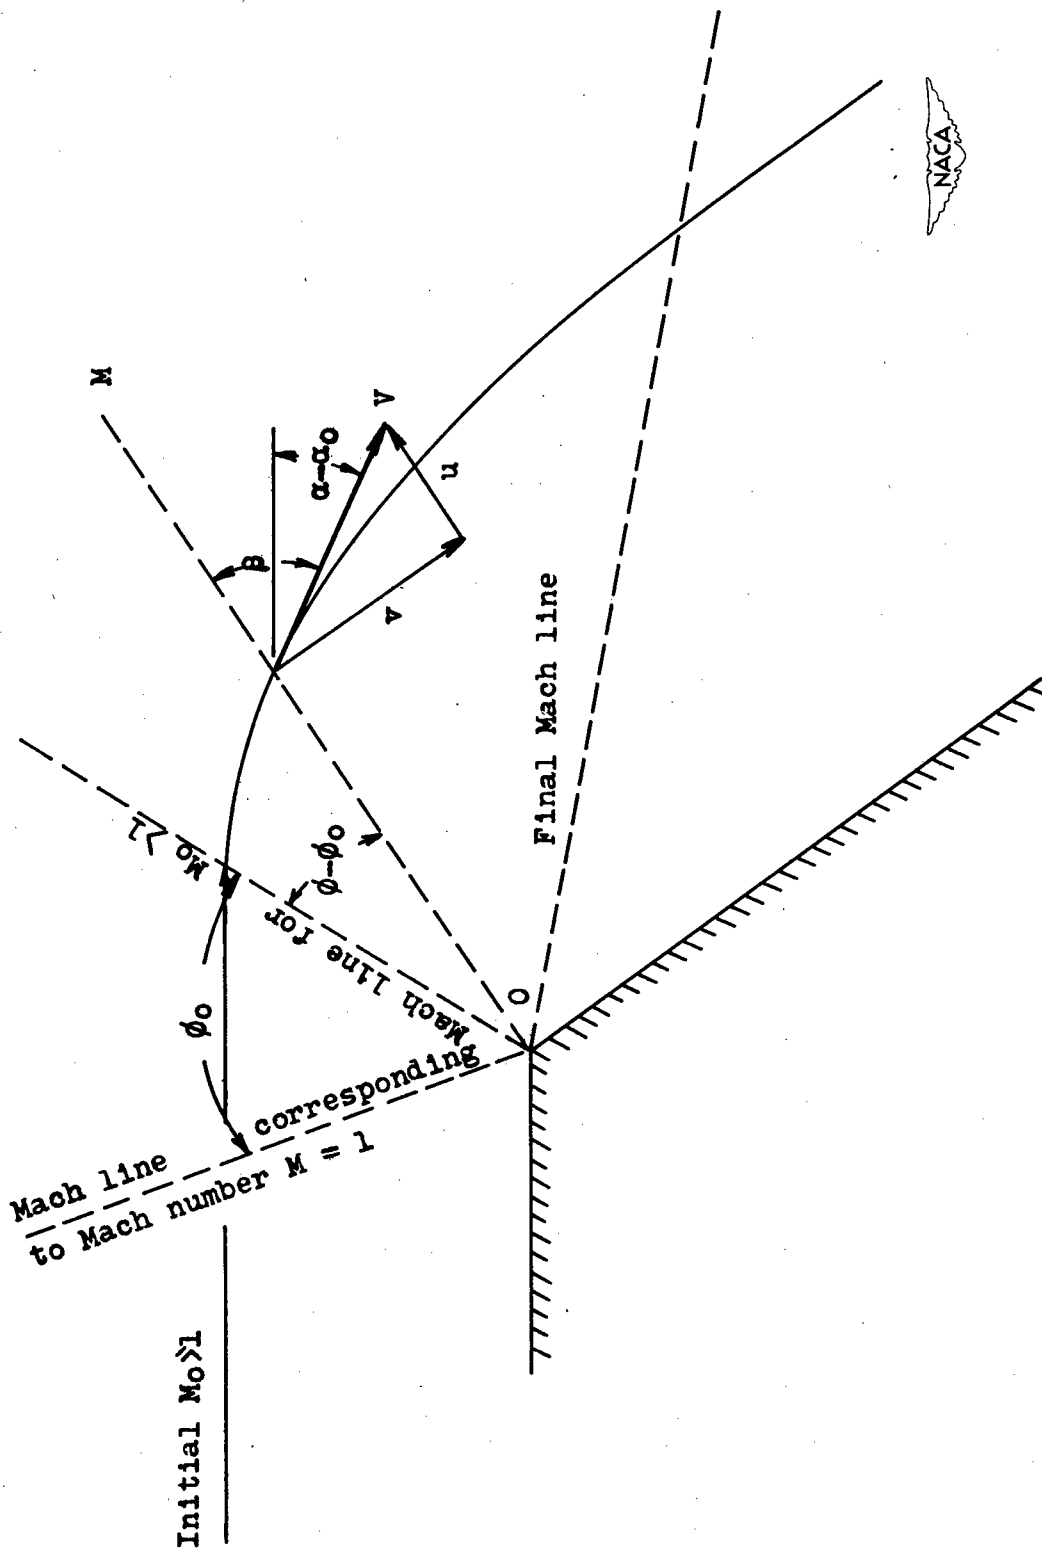 Initial M₀⩾1
Mach line
corresponding
to Mach number M = 1
ϕ₀
Mach line for M₀ ⩾ 1
ϕ-ϕ₀
M
β
α-α₀
V
u
v
O
Final Mach line
NACA